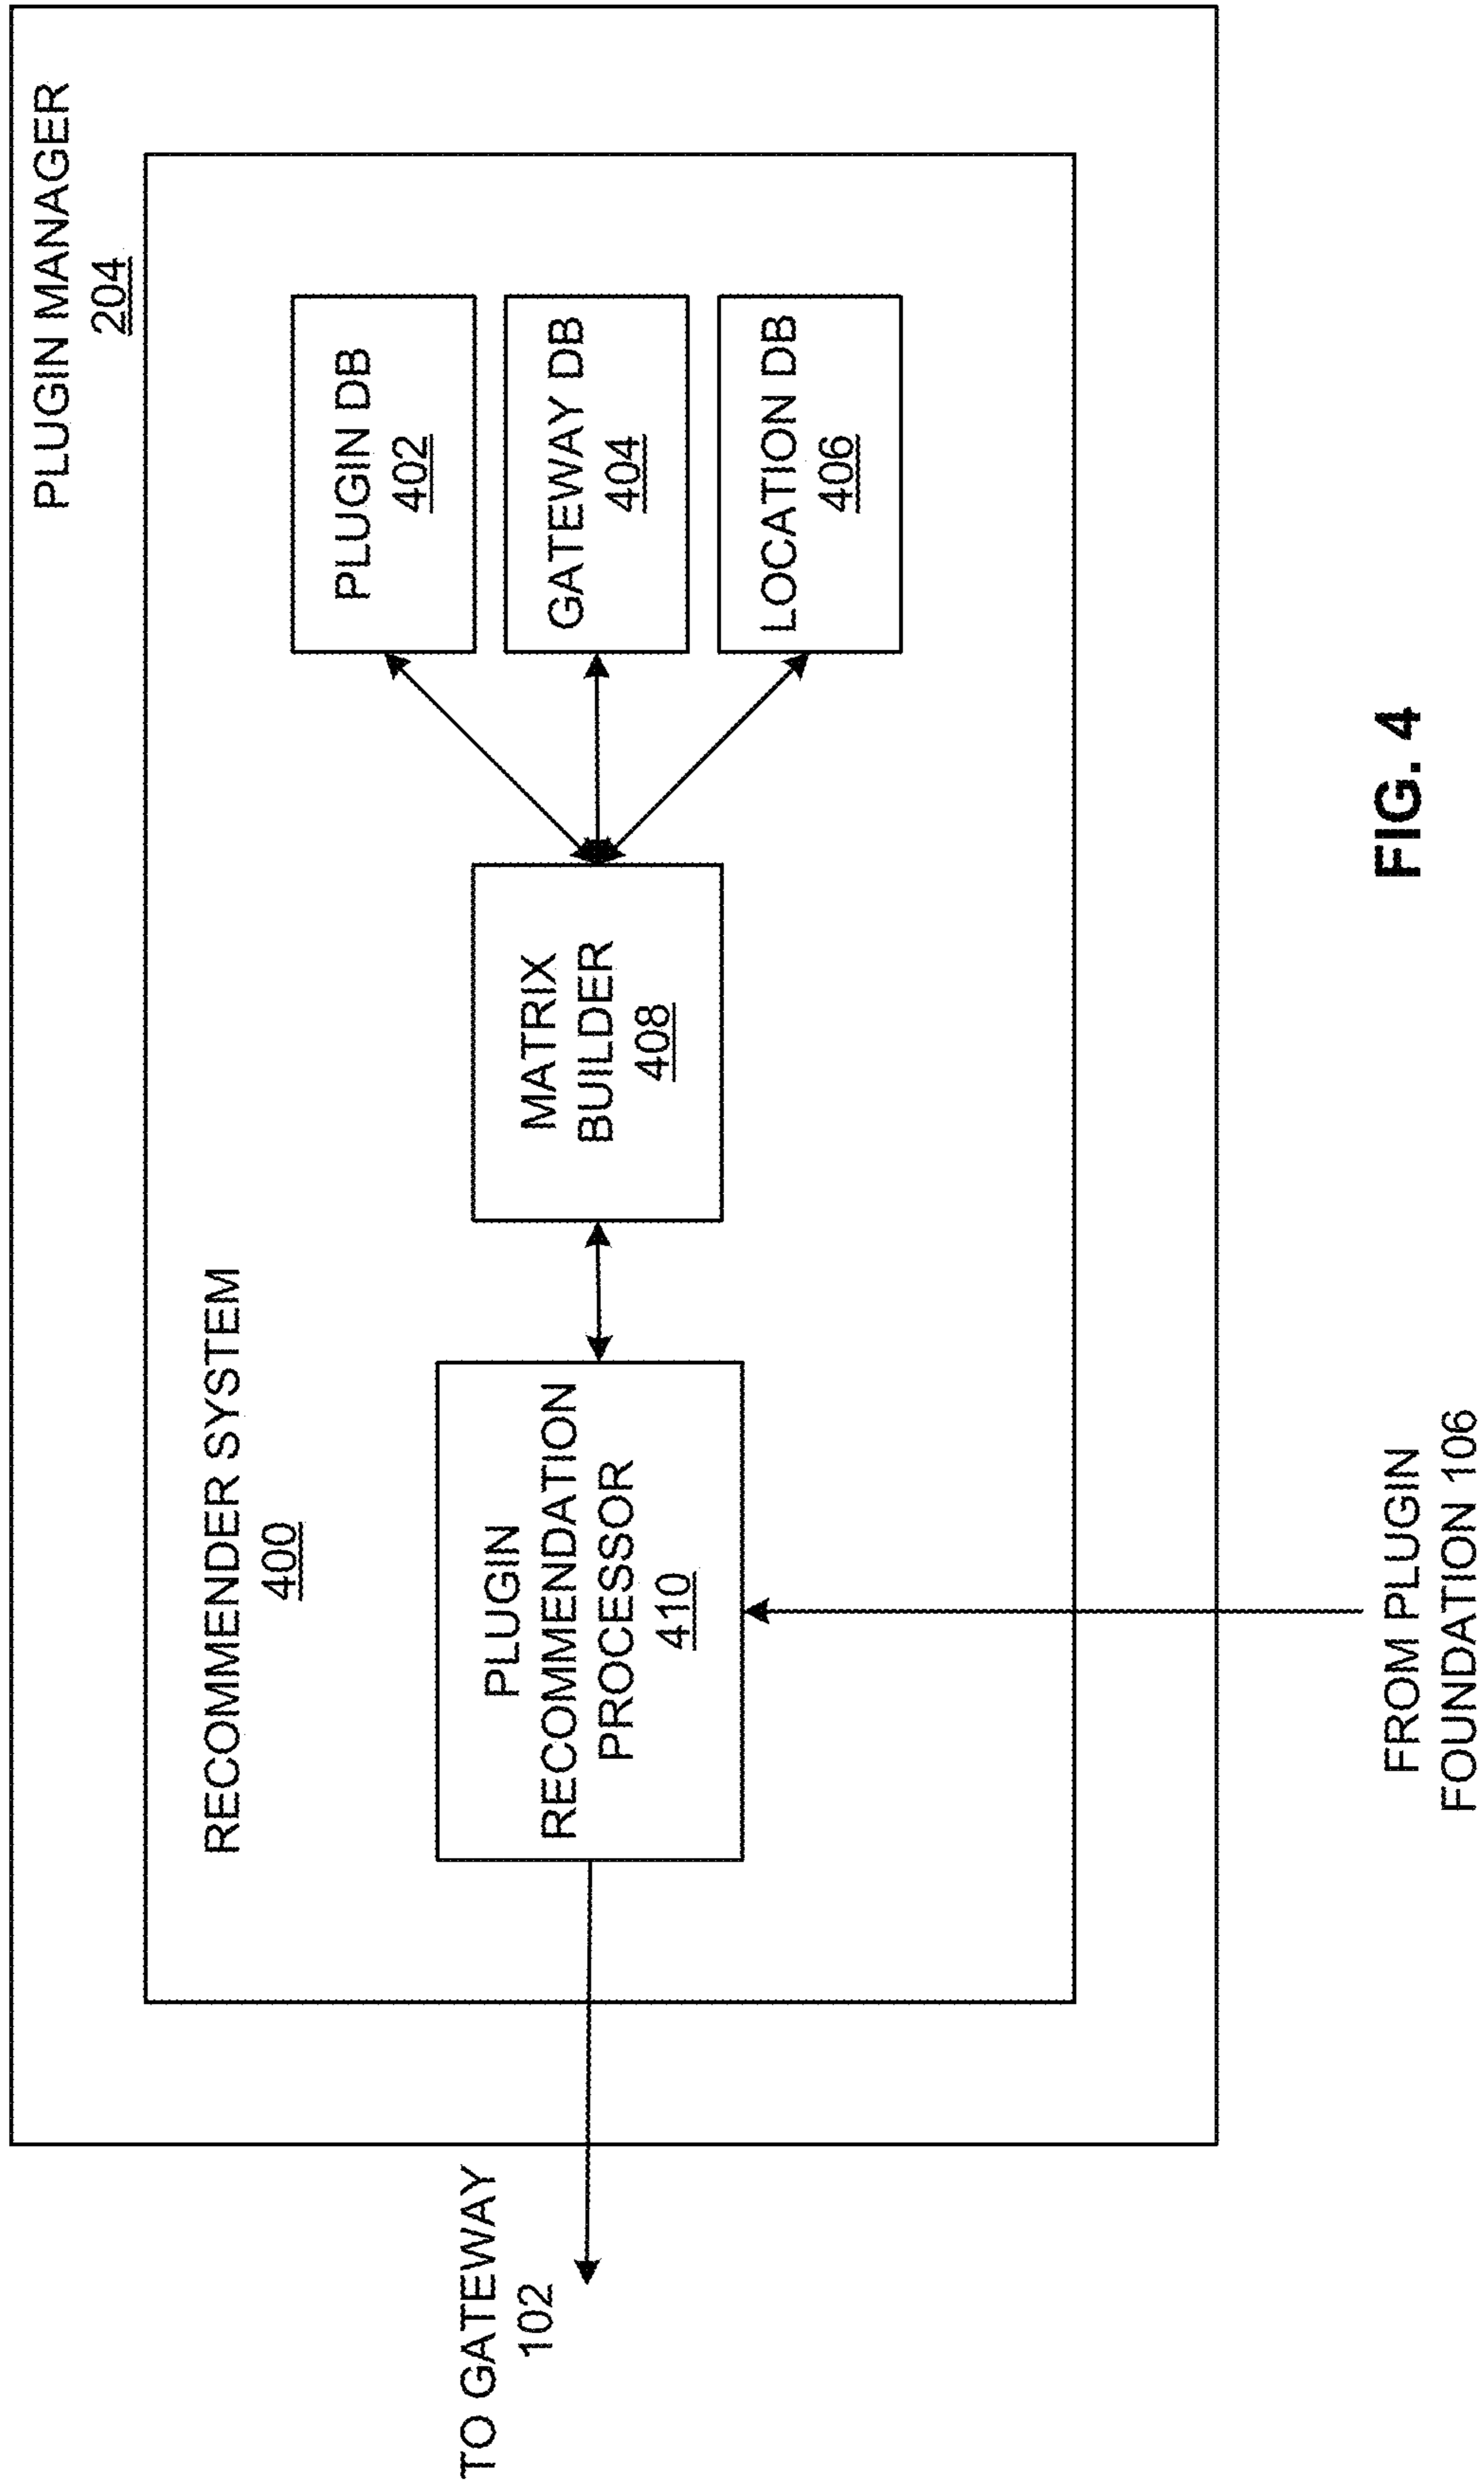 PLUGIN MANAGER
204
RECOMMENDER SYSTEM
400
TO GATEWAY
102
PLUGIN
RECOMMENDATION
PROCESSOR
410
MATRIX
BUILDER
408
PLUGIN DB
402
GATEWAY DB
404
LOCATION DB
406
FROM PLUGIN
FOUNDATION 106
FIG. 4